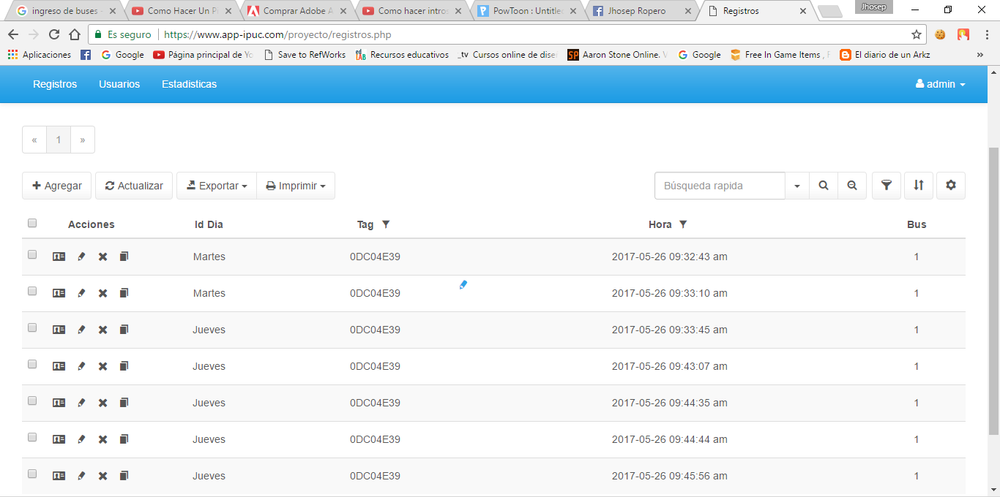 ingreso de buses - Como Hacer Un Pi Comprar Adobe A Como hacer intro PowToon : Untitle Jhosep Ropero Registros Jhosep
Es seguro https://www.app-ipuc.com/proyecto/registros.php
Aplicaciones Google Página principal de Yo Save to RefWorks Recursos educativos _tv Cursos online de dise SP Aaron Stone Online. Google Free In Game Items , El diario de un Arkz »
Registros Usuarios Estadisticas admin
« 1 »
Agregar Actualizar Exportar Imprimir Búsqueda rapida
Acciones Id Dia Tag Hora Bus
Martes 0DC04E39 2017-05-26 09:32:43 am 1
Martes 0DC04E39 2017-05-26 09:33:10 am 1
Jueves 0DC04E39 2017-05-26 09:33:45 am 1
Jueves 0DC04E39 2017-05-26 09:43:07 am 1
Jueves 0DC04E39 2017-05-26 09:44:35 am 1
Jueves 0DC04E39 2017-05-26 09:44:44 am 1
Jueves 0DC04E39 2017-05-26 09:45:56 am 1